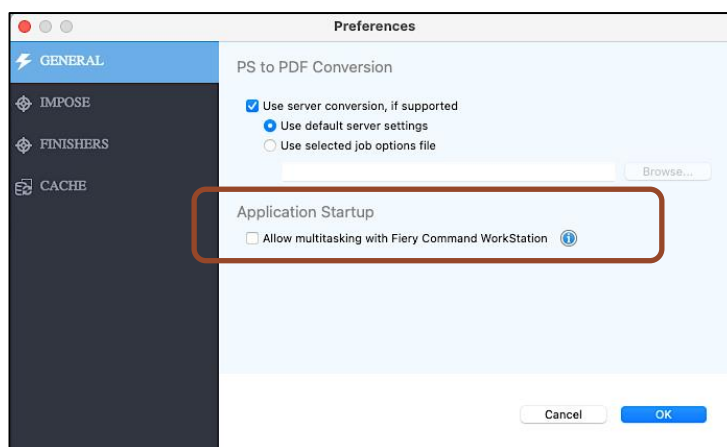 Preferences
GENERAL
IMPOSE
FINISHERS
CACHE
PS to PDF Conversion
Use server conversion, if supported
Use default server settings
Use selected job options file
Browse...
Application Startup
Allow multitasking with Fiery Command WorkStation
Cancel OK